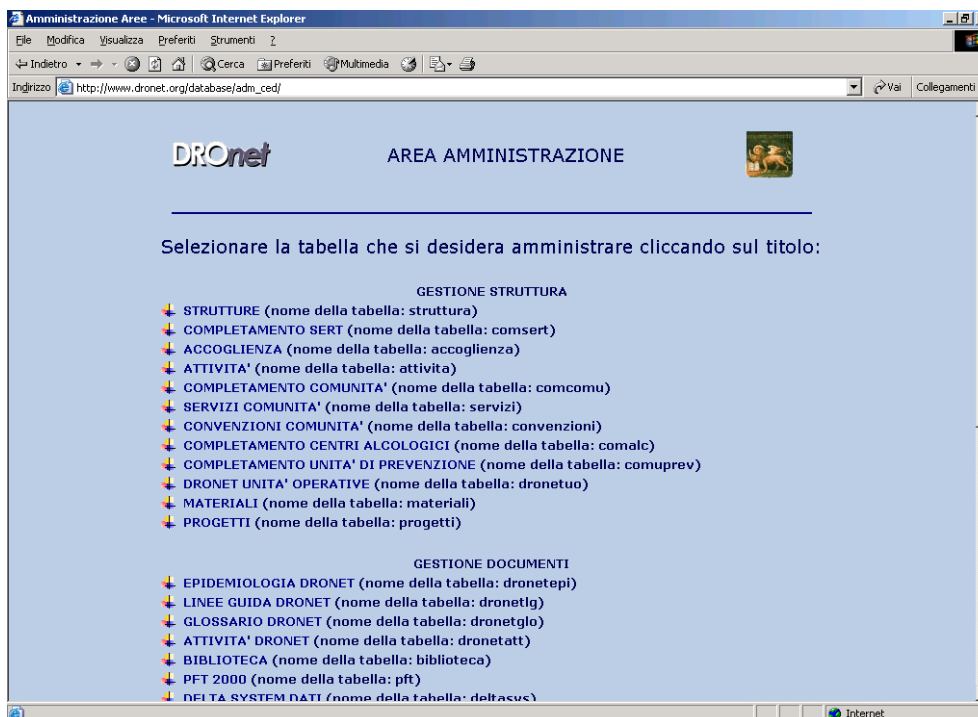 Amministrazione Aree - Microsoft Internet Explorer
File Modifica Visualizza Preferiti Strumenti ?
Indietro Cerca Preferiti Multimedia
Indirizzo http://www.dronet.org/database/adm_ced/ Vai Collegamenti
DROnet AREA AMMINISTRAZIONE
Selezionare la tabella che si desidera amministrare cliccando sul titolo:
GESTIONE STRUTTURA
STRUTTURE (nome della tabella: struttura)
COMPLETAMENTO SERT (nome della tabella: comsert)
ACCOGLIENZA (nome della tabella: accoglienza)
ATTIVITA' (nome della tabella: attivita)
COMPLETAMENTO COMUNITA' (nome della tabella: comcomu)
SERVIZI COMUNITA' (nome della tabella: servizi)
CONVENZIONI COMUNITA' (nome della tabella: convenzioni)
COMPLETAMENTO CENTRI ALCOLOGICI (nome della tabella: comalc)
COMPLETAMENTO UNITA' DI PREVENZIONE (nome della tabella: comuprev)
DRONET UNITA' OPERATIVE (nome della tabella: dronetuo)
MATERIALI (nome della tabella: materiali)
PROGETTI (nome della tabella: progetti)
GESTIONE DOCUMENTI
EPIDEMIOLOGIA DRONET (nome della tabella: dronetepi)
LINEE GUIDA DRONET (nome della tabella: dronetlg)
GLOSSARIO DRONET (nome della tabella: dronetglo)
ATTIVITA' DRONET (nome della tabella: dronetatt)
BIBLIOTECA (nome della tabella: biblioteca)
PFT 2000 (nome della tabella: pft)
DELTA SYSTEM DATI (nome della tabella: deltasys)
Internet